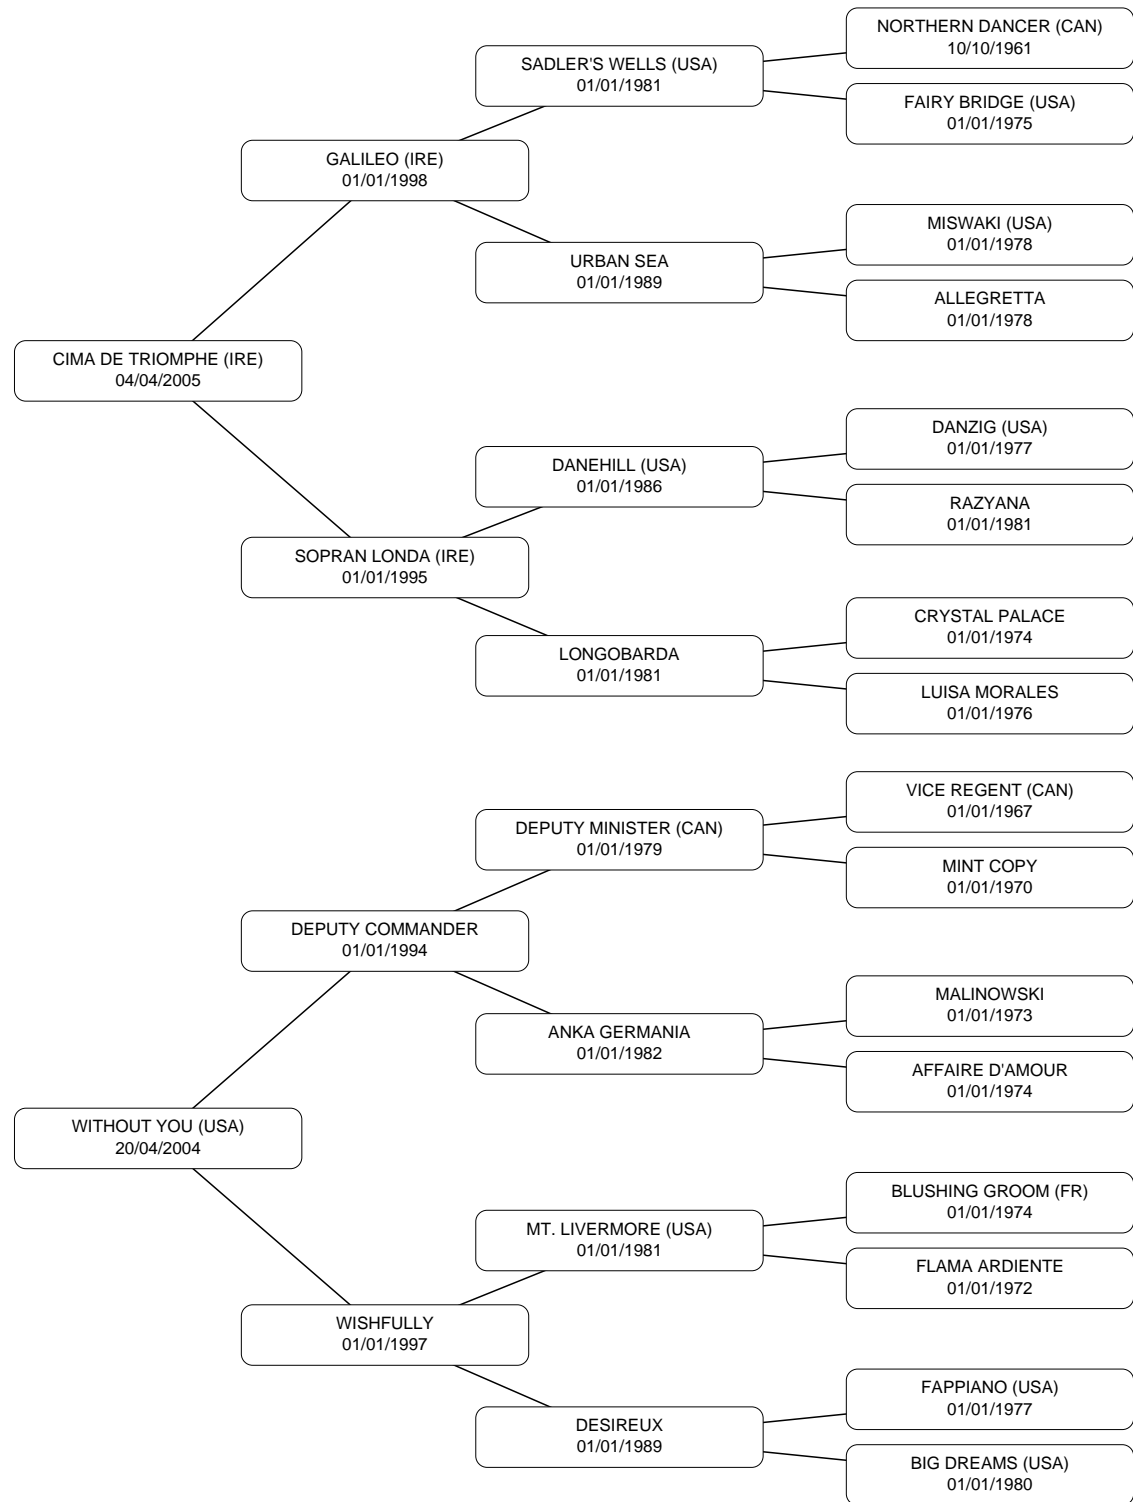 NORTHERN DANCER (CAN)
10/10/1961
SADLER'S WELLS (USA)
01/01/1981
FAIRY BRIDGE (USA)
01/01/1975
GALILEO (IRE)
01/01/1998
MISWAKI (USA)
01/01/1978
URBAN SEA
01/01/1989
ALLEGRETTA
01/01/1978
CIMA DE TRIOMPHE (IRE)
04/04/2005
DANZIG (USA)
01/01/1977
DANEHILL (USA)
01/01/1986
RAZYANA
01/01/1981
SOPRAN LONDA (IRE)
01/01/1995
CRYSTAL PALACE
01/01/1974
LONGOBARDA
01/01/1981
LUISA MORALES
01/01/1976
VICE REGENT (CAN)
01/01/1967
DEPUTY MINISTER (CAN)
01/01/1979
MINT COPY
01/01/1970
DEPUTY COMMANDER
01/01/1994
MALINOWSKI
01/01/1973
ANKA GERMANIA
01/01/1982
AFFAIRE D'AMOUR
01/01/1974
WITHOUT YOU (USA)
20/04/2004
BLUSHING GROOM (FR)
01/01/1974
MT. LIVERMORE (USA)
01/01/1981
FLAMA ARDIENTE
01/01/1972
WISHFULLY
01/01/1997
FAPPIANO (USA)
01/01/1977
DESIREUX
01/01/1989
BIG DREAMS (USA)
01/01/1980